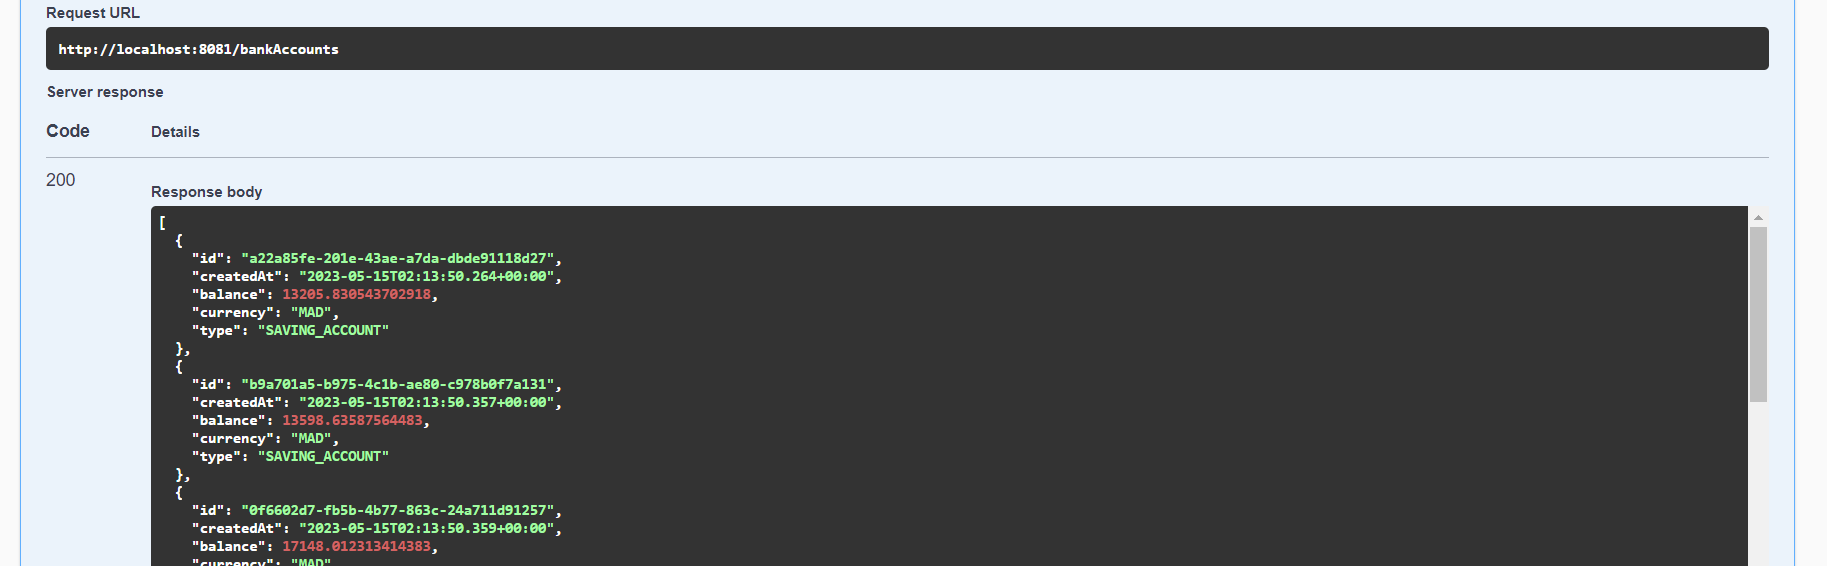 Request URL
http://localhost:8081/bankAccounts
Server response
Code Details
200
Response body
[
{
"id": "a22a85fe-201e-43ae-a7da-dbde91118d27",
"createdAt": "2023-05-15T02:13:50.264+00:00",
"balance": 13205.830543702918,
"currency": "MAD",
"type": "SAVING_ACCOUNT"
},
{
"id": "b9a701a5-b975-4c1b-ae80-c978b0f7a131",
"createdAt": "2023-05-15T02:13:50.357+00:00",
"balance": 13598.63587564483,
"currency": "MAD",
"type": "SAVING_ACCOUNT"
},
{
"id": "0f6602d7-fb5b-4b77-863c-24a711d91257",
"createdAt": "2023-05-15T02:13:50.359+00:00",
"balance": 17148.012313414383,
"currency": "MAD"